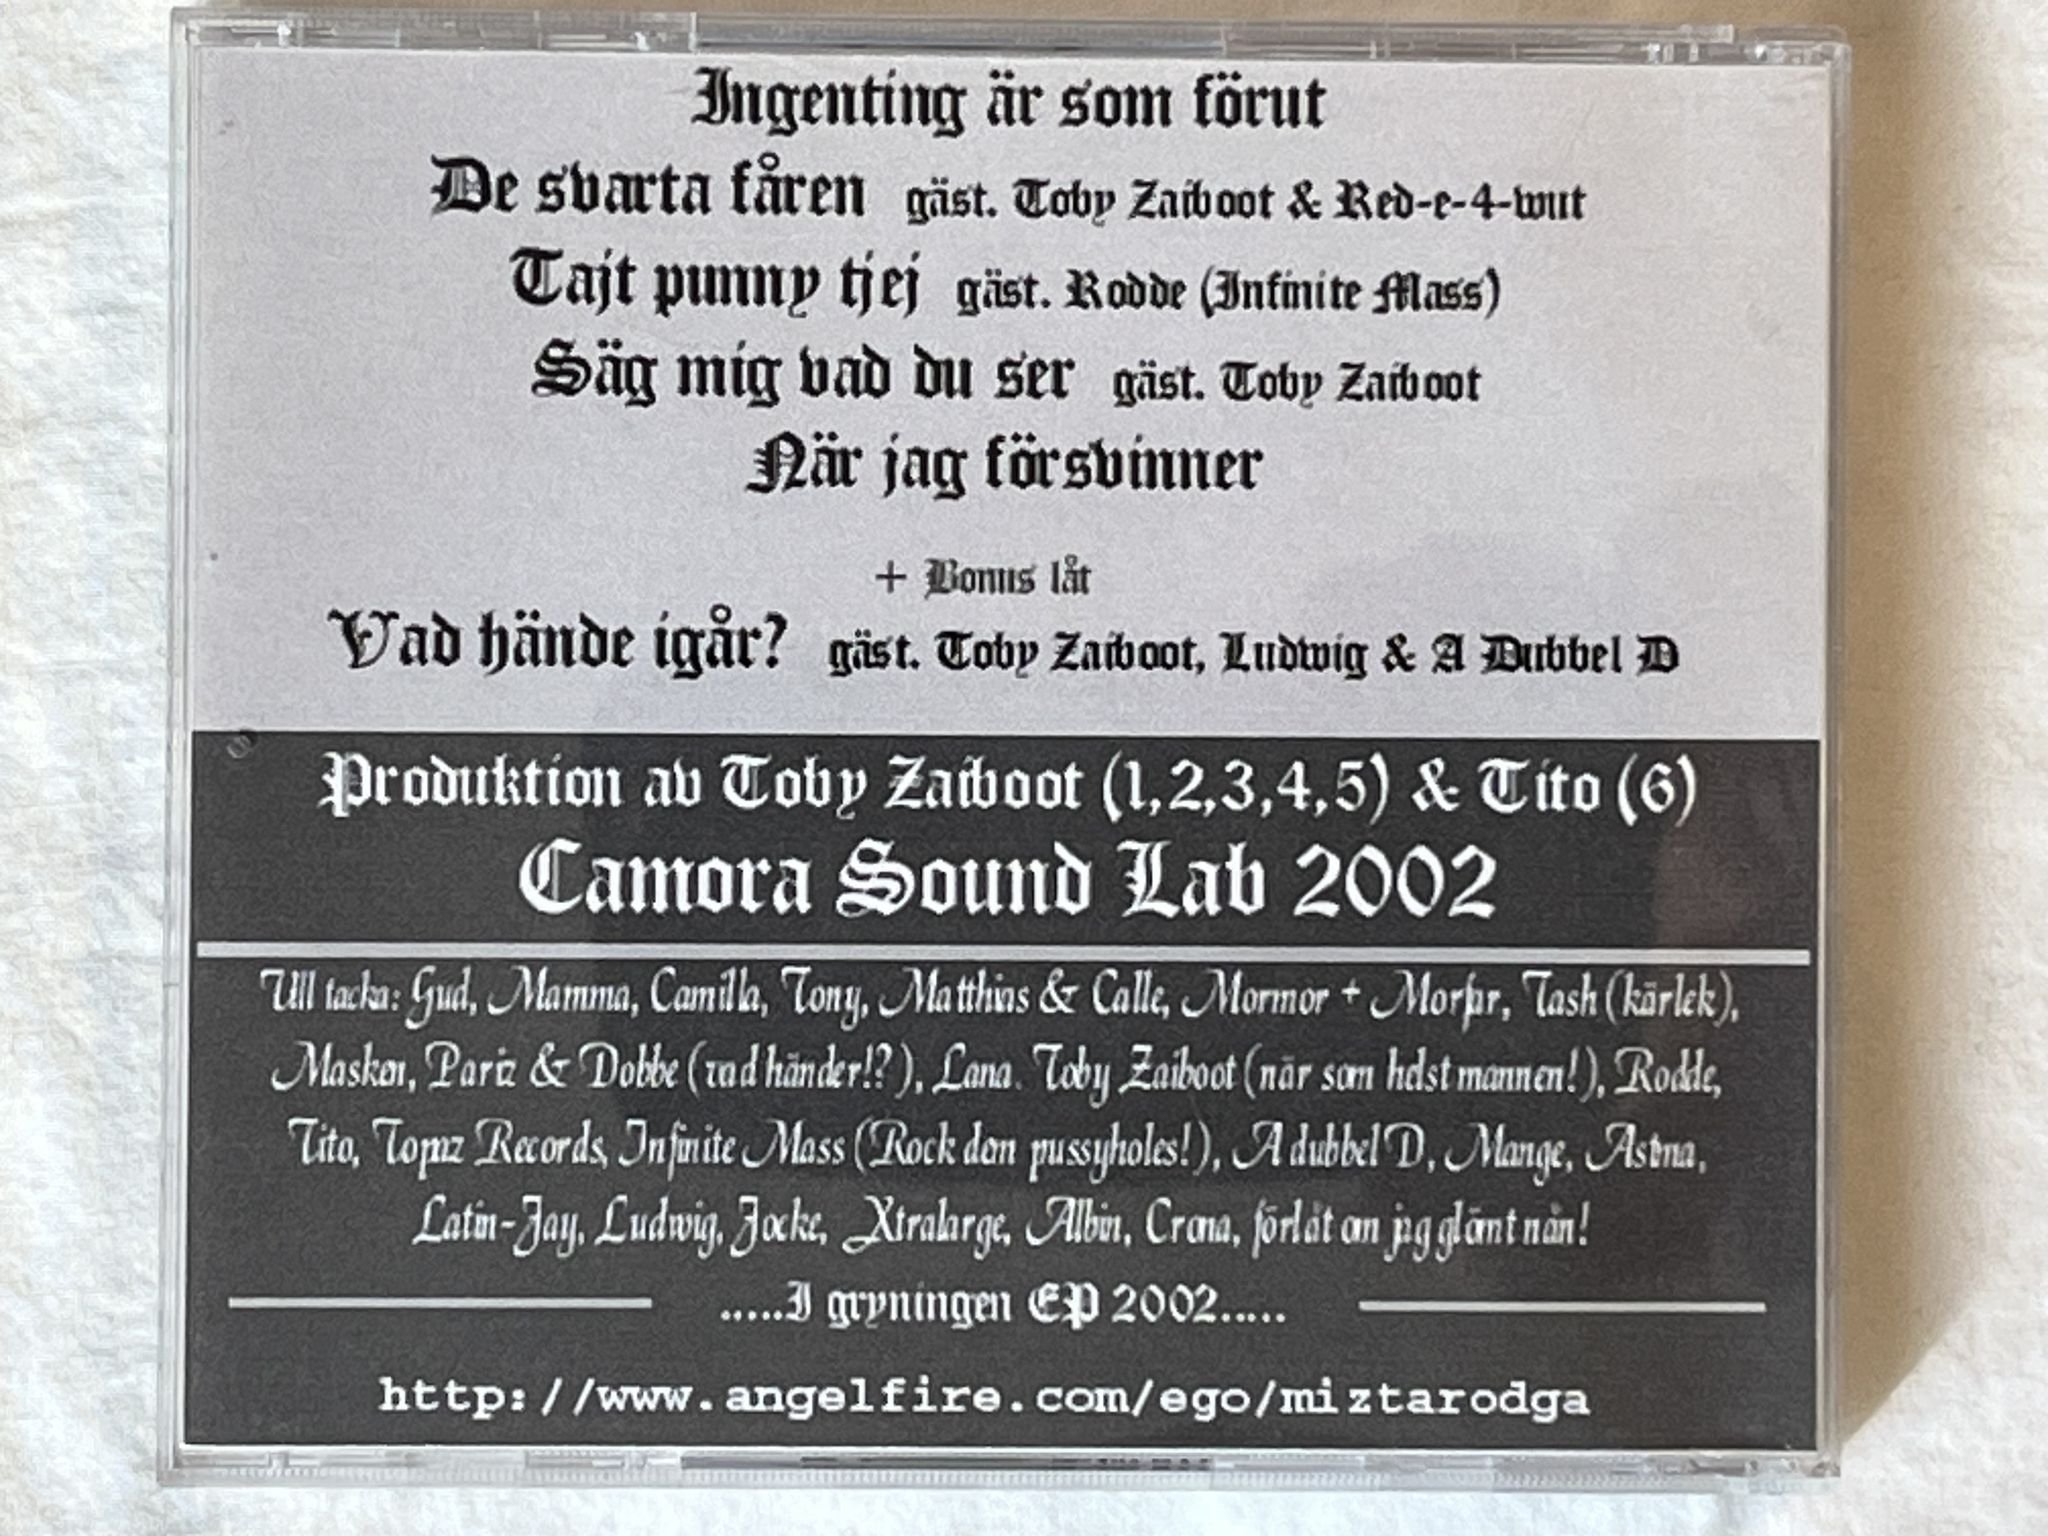 Ingenting är som förut
De svarta fåren gäst. Toby Zaiboot & Red-e-4-wut
Tajt punny tjej gäst. Rodde (Infinite Mass)
Säg mig vad du ser gäst. Toby Zaiboot
När jag försvinner
+ Bonus låt
Vad hände igår? gäst. Toby Zaiboot, Ludwig & A Dubbel D
Produktion av Toby Zaiboot (1,2,3,4,5) & Tito (6)
Camora Sound Lab 2002
Vill tacka: Gud, Mamma, Camilla, Tony, Matthias & Calle, Mormor + Morfar, Tash (kärlek),
Masken, Pariz & Dobbe (vad händer!?), Lana. Toby Zaiboot (när som helst mannen!), Rodde,
Tito, Topaz Records, Infinite Mass (Rock den pussyholes!), A dubbel D, Mange, Astma,
Latin-Jay, Ludwig, Jocke, Xtralarge, Albin, Crona, förlåt om jag glömt nån!
.....I gryningen EP 2002.....
http://www.angelfire.com/ego/miztarodga